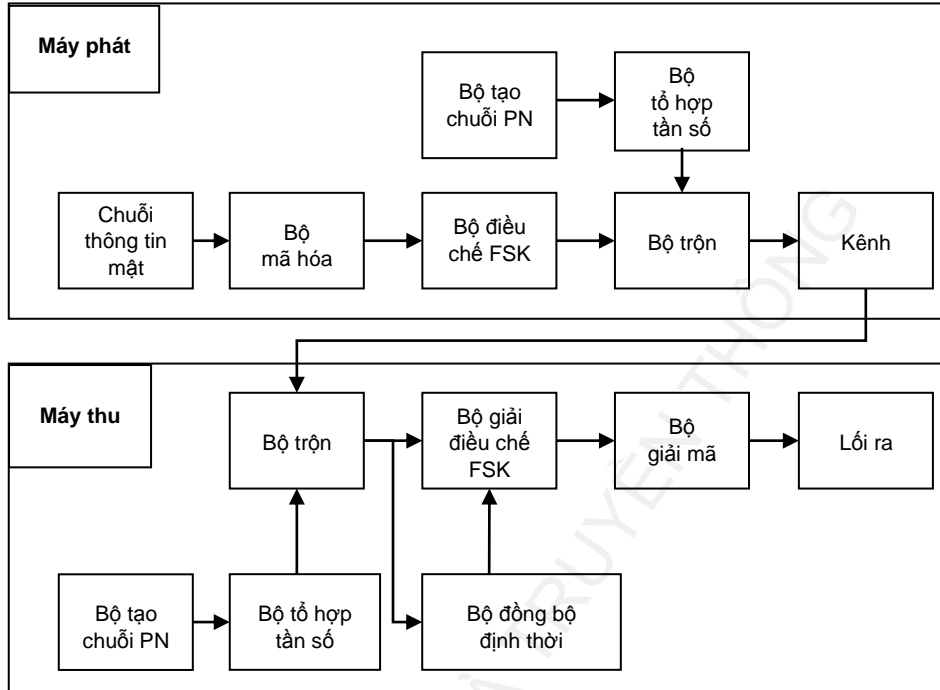 Máy phát
Bộ tạo
chuỗi PN
Bộ
tổ hợp
tần số
Chuỗi
thông tin
mật
Bộ
mã hóa
Bộ điều
chế FSK
Bộ trộn
Kênh
Máy thu
Bộ trộn
Bộ giải
điều chế
FSK
Bộ
giải mã
Lối ra
Bộ tạo
chuỗi PN
Bộ tổ hợp
tần số
Bộ đồng bộ
định thời
À TRUYỀN THÔNG